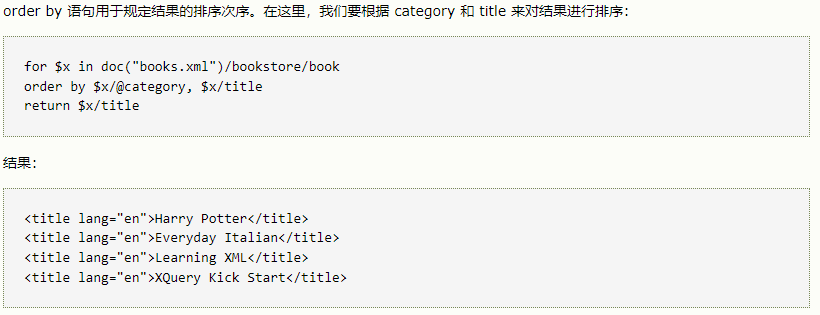 order by 语句用于规定结果的排序次序。在这里，我们要根据 category 和 title 来对结果进行排序：
for $x in doc("books.xml")/bookstore/book
order by $x/@category, $x/title
return $x/title
结果：
<title lang="en">Harry Potter</title>
<title lang="en">Everyday Italian</title>
<title lang="en">Learning XML</title>
<title lang="en">XQuery Kick Start</title>